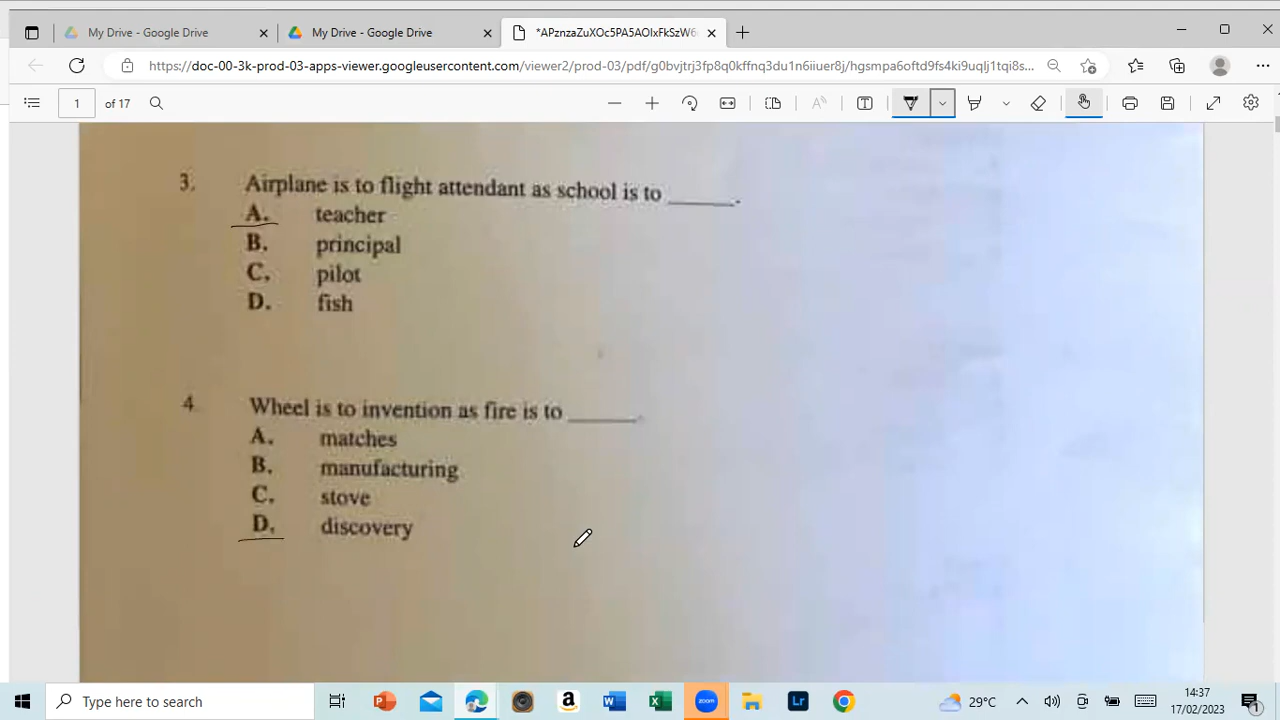 My Drive - Google Drive
My Drive - Google Drive
https://doc-00-3k-prod-03-apps-viewer.googleusercontent.com/viewer2/prod-03/pdf/
1 of 17
3. Airplane is to flight attendant as school is to ______.
A. teacher
B. principal
C. pilot
D. fish
4. Wheel is to invention as fire is to ______.
A. matches
B. manufacturing
C. stove
D. discovery
Type here to search
zoom
Lr
29°C
14:37
17/02/2023